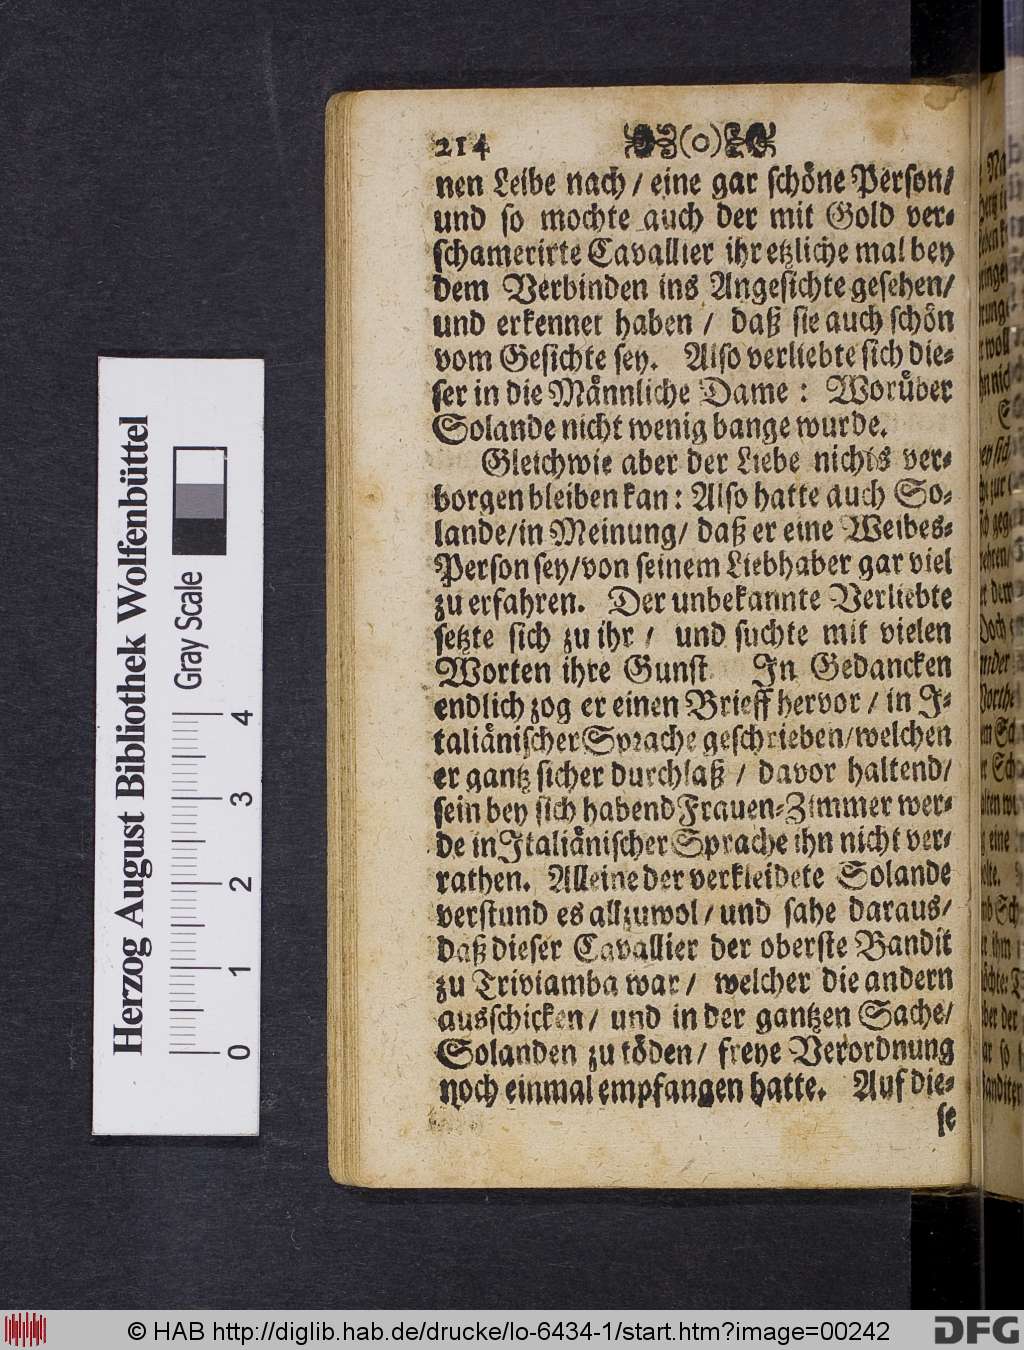 214 (o)
nen Leibe nach / eine gar schöne Person/
und so mochte auch der mit Gold ver-
schamerirte Cavallier ihr etzliche mal bey
dem Verbinden ins Angesichte gesehen/
und erkennet haben / daß sie auch schön
vom Gesichte sey. Also verliebte sich die-
ser in die Männliche Dame : Worüber
Solande nicht wenig bange wurde.
Gleichwie aber der Liebe nichts ver-
borgen bleiben kan: Also hatte auch So-
lande/in Meinung/ daß er eine Weibes-
Person sey/von seinem Liebhaber gar viel
zu erfahren. Der unbekannte Verliebte
setzte sich zu ihr / und suchte mit vielen
Worten ihre Gunst In Gedancken
endlich zog er einen Brieff hervor / in I-
taliänischer Sprache geschrieben/welchen
er gantz sicher durchlaß / davor haltend/
sein bey sich habend Frauen-Zimmer wer-
de in Italiänischer Sprache ihn nicht ver-
rathen. Alleine der verkleidete Solande
verstund es allzuwol / und sahe daraus/
daß dieser Cavallier der oberste Bandit
zu Triviamba war/ welcher die andern
ausschicken/ und in der gantzen Sache/
Solanden zu töden/ freye Verordnung
noch einmal empfangen hatte. Auf die-
se
Herzog August Bibliothek Wolfenbüttel
Gray Scale
0 1 2 3 4
© HAB http://diglib.hab.de/drucke/lo-6434-1/start.htm?image=00242
DFG